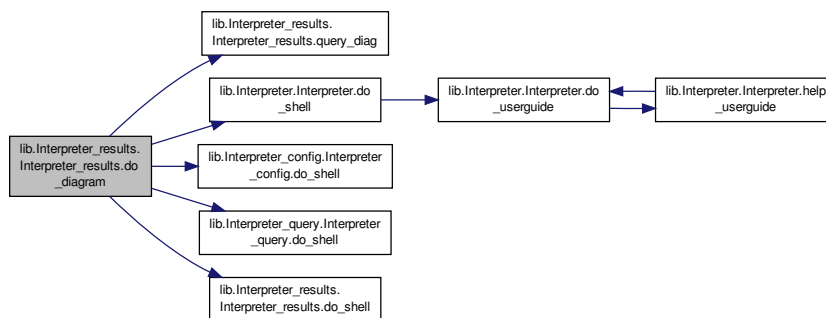 lib.Interpreter_results.
Interpreter_results.query_diag
lib.Interpreter.Interpreter.do
_shell
lib.Interpreter.Interpreter.do
_userguide
lib.Interpreter.Interpreter.help
_userguide
lib.Interpreter_results.
Interpreter_results.do
_diagram
lib.Interpreter_config.Interpreter
_config.do_shell
lib.Interpreter_query.Interpreter
_query.do_shell
lib.Interpreter_results.
Interpreter_results.do_shell